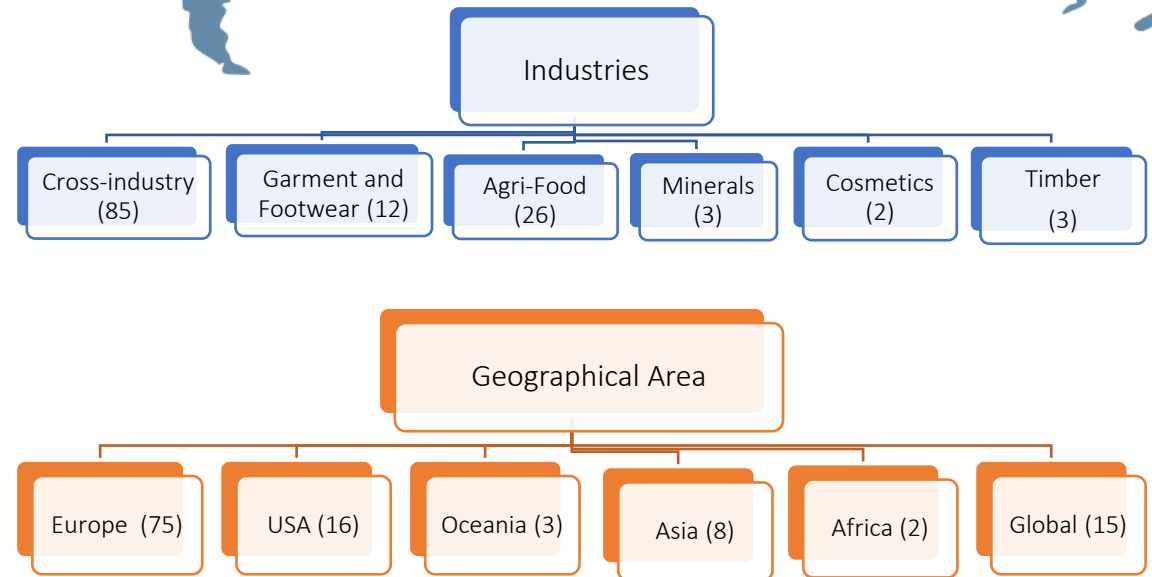 Industries
Cross-industry
(85)
Garment and
Footwear (12)
Agri-Food
(26)
Minerals
(3)
Cosmetics
(2)
Timber
(3)
Geographical Area
Europe (75)
USA (16)
Oceania (3)
Asia (8)
Africa (2)
Global (15)